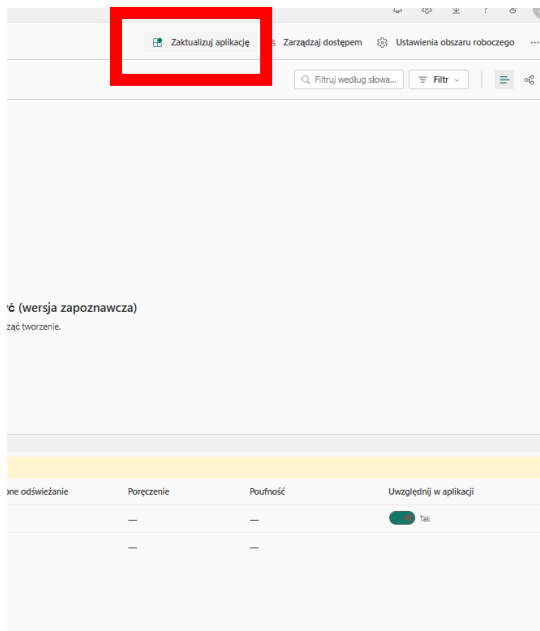 Zaktualizuj aplikację Zarządzaj dostępem Ustawienia obszaru roboczego ...
Filtruj według słowa... Filtr
ć (wersja zapoznawcza)
ząć tworzenie.
one odświeżanie Poręczenie Poufność Uwzględnij w aplikacji
— — Tak
— —